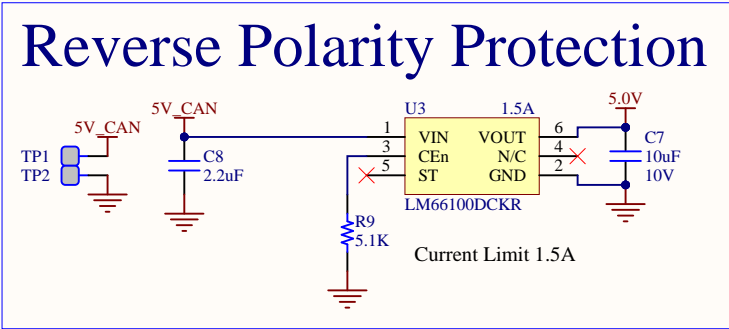 Reverse Polarity Protection
5V_CAN
TP1
TP2
5V_CAN
C8
2.2uF
U3 1.5A
1 VIN VOUT 6
3 CEn N/C 4
5 ST GND 2
LM66100DCKR
R9
5.1K
5.0V
C7
10uF
10V
Current Limit 1.5A